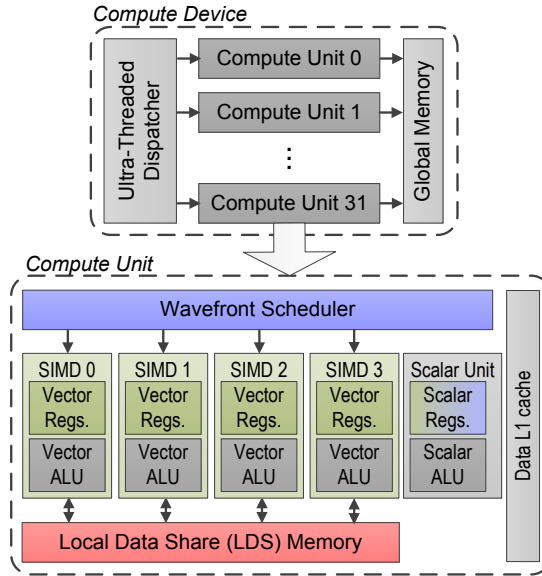 Compute Device
Ultra-Threaded
Dispatcher
Compute Unit 0
Compute Unit 1
⋮
Compute Unit 31
Global Memory
Compute Unit
Wavefront Scheduler
SIMD 0
Vector
Regs.
Vector
ALU
SIMD 1
Vector
Regs.
Vector
ALU
SIMD 2
Vector
Regs.
Vector
ALU
SIMD 3
Vector
Regs.
Vector
ALU
Scalar Unit
Scalar
Regs.
Scalar
ALU
Data L1 cache
Local Data Share (LDS) Memory